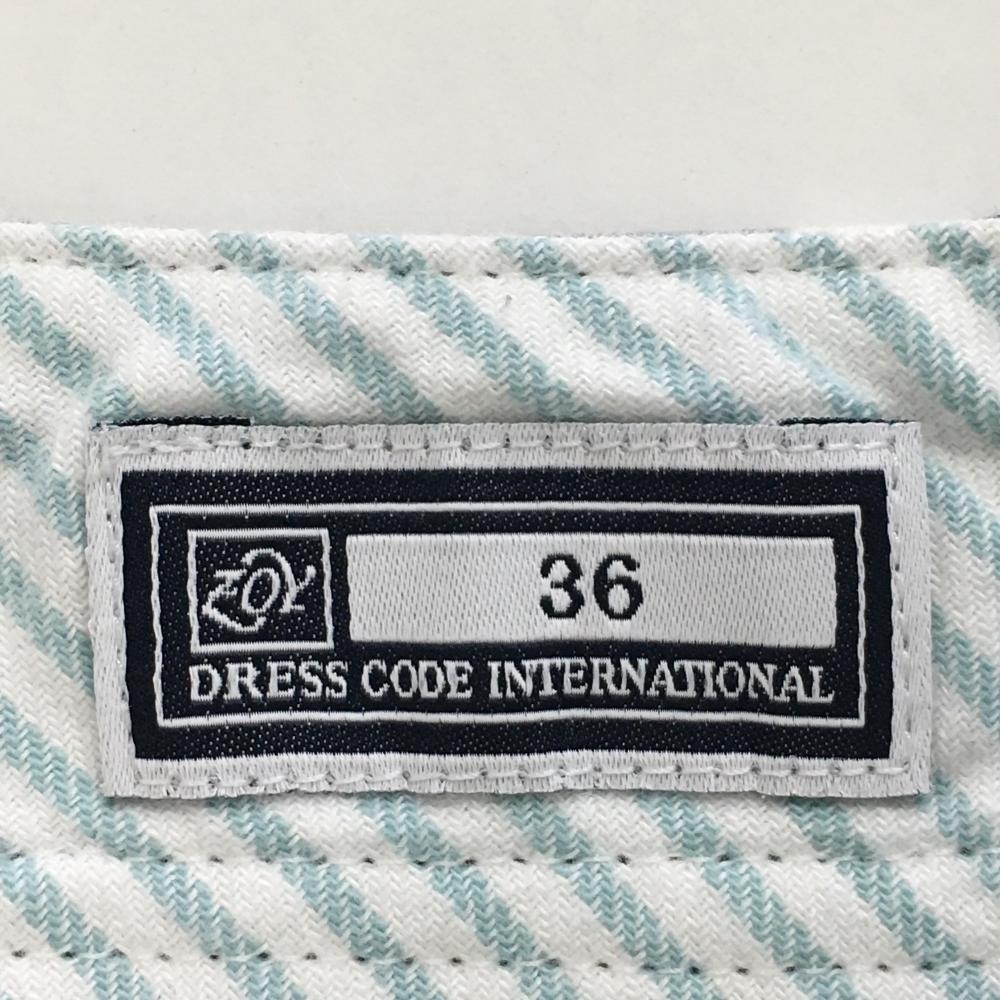 ZOY
36
DRESS CODE INTERNATIONAL